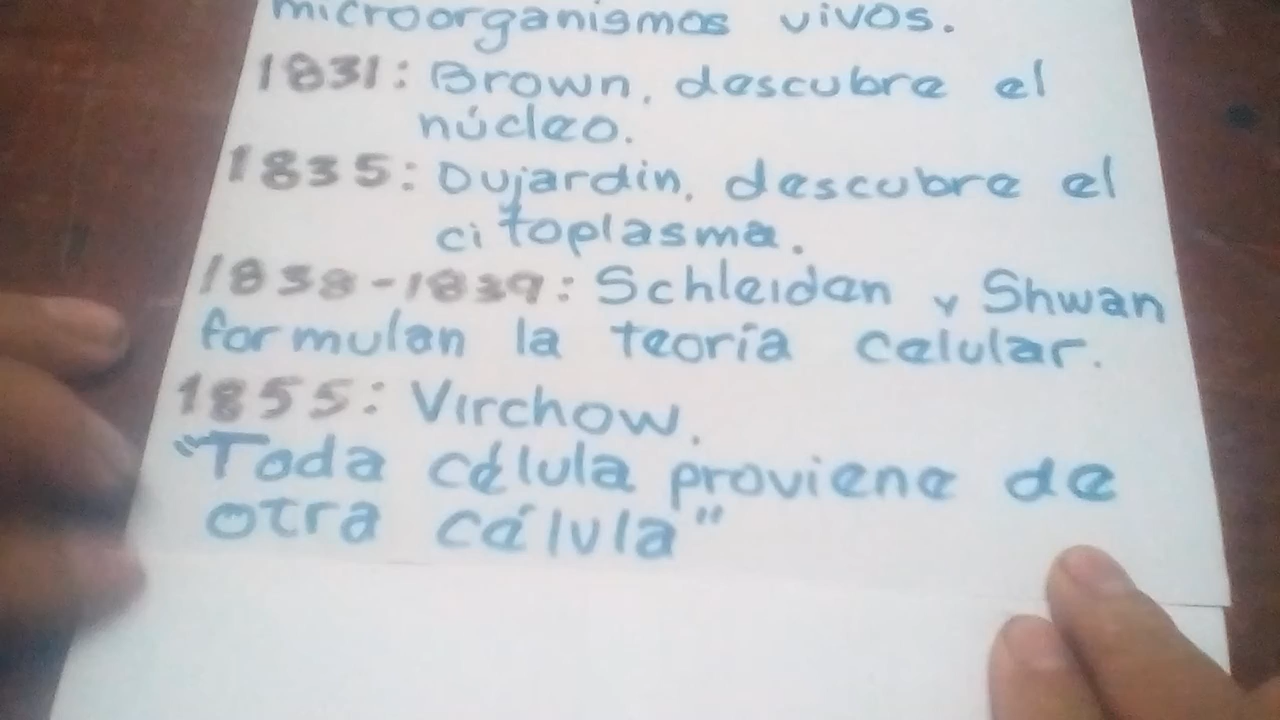 microorganismos vivos.
1831: Brown, descubre el
núcleo.
1835: Dujardin, descubre el
citoplasma.
1838-1839: Schleiden y Shwan
formulan la teoría celular.
1855: Virchow.
"Toda célula proviene de
otra célula"